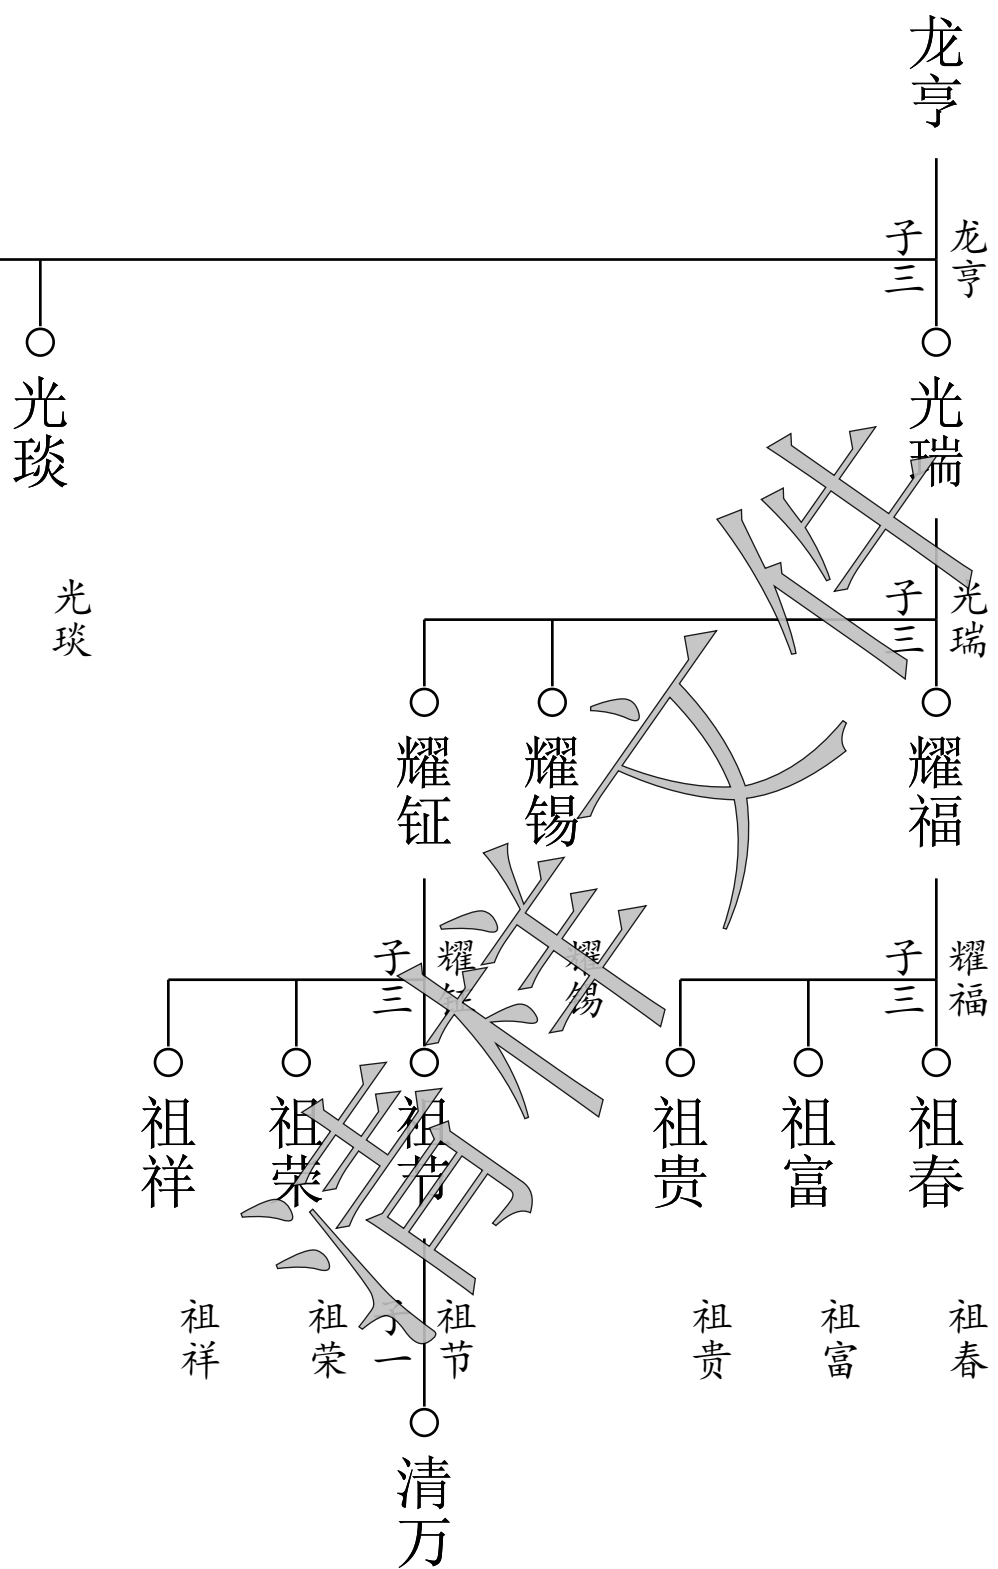 龙亨
龙亨
子三
光瑞
光琰
光瑞
子三
光琰
耀福
耀锡
耀钲
耀福
子三
耀锡
耀钲
子三
祖春
祖富
祖贵
祖节
祖荣
祖祥
祖春
祖富
祖贵
祖节
子一
祖荣
祖祥
清万